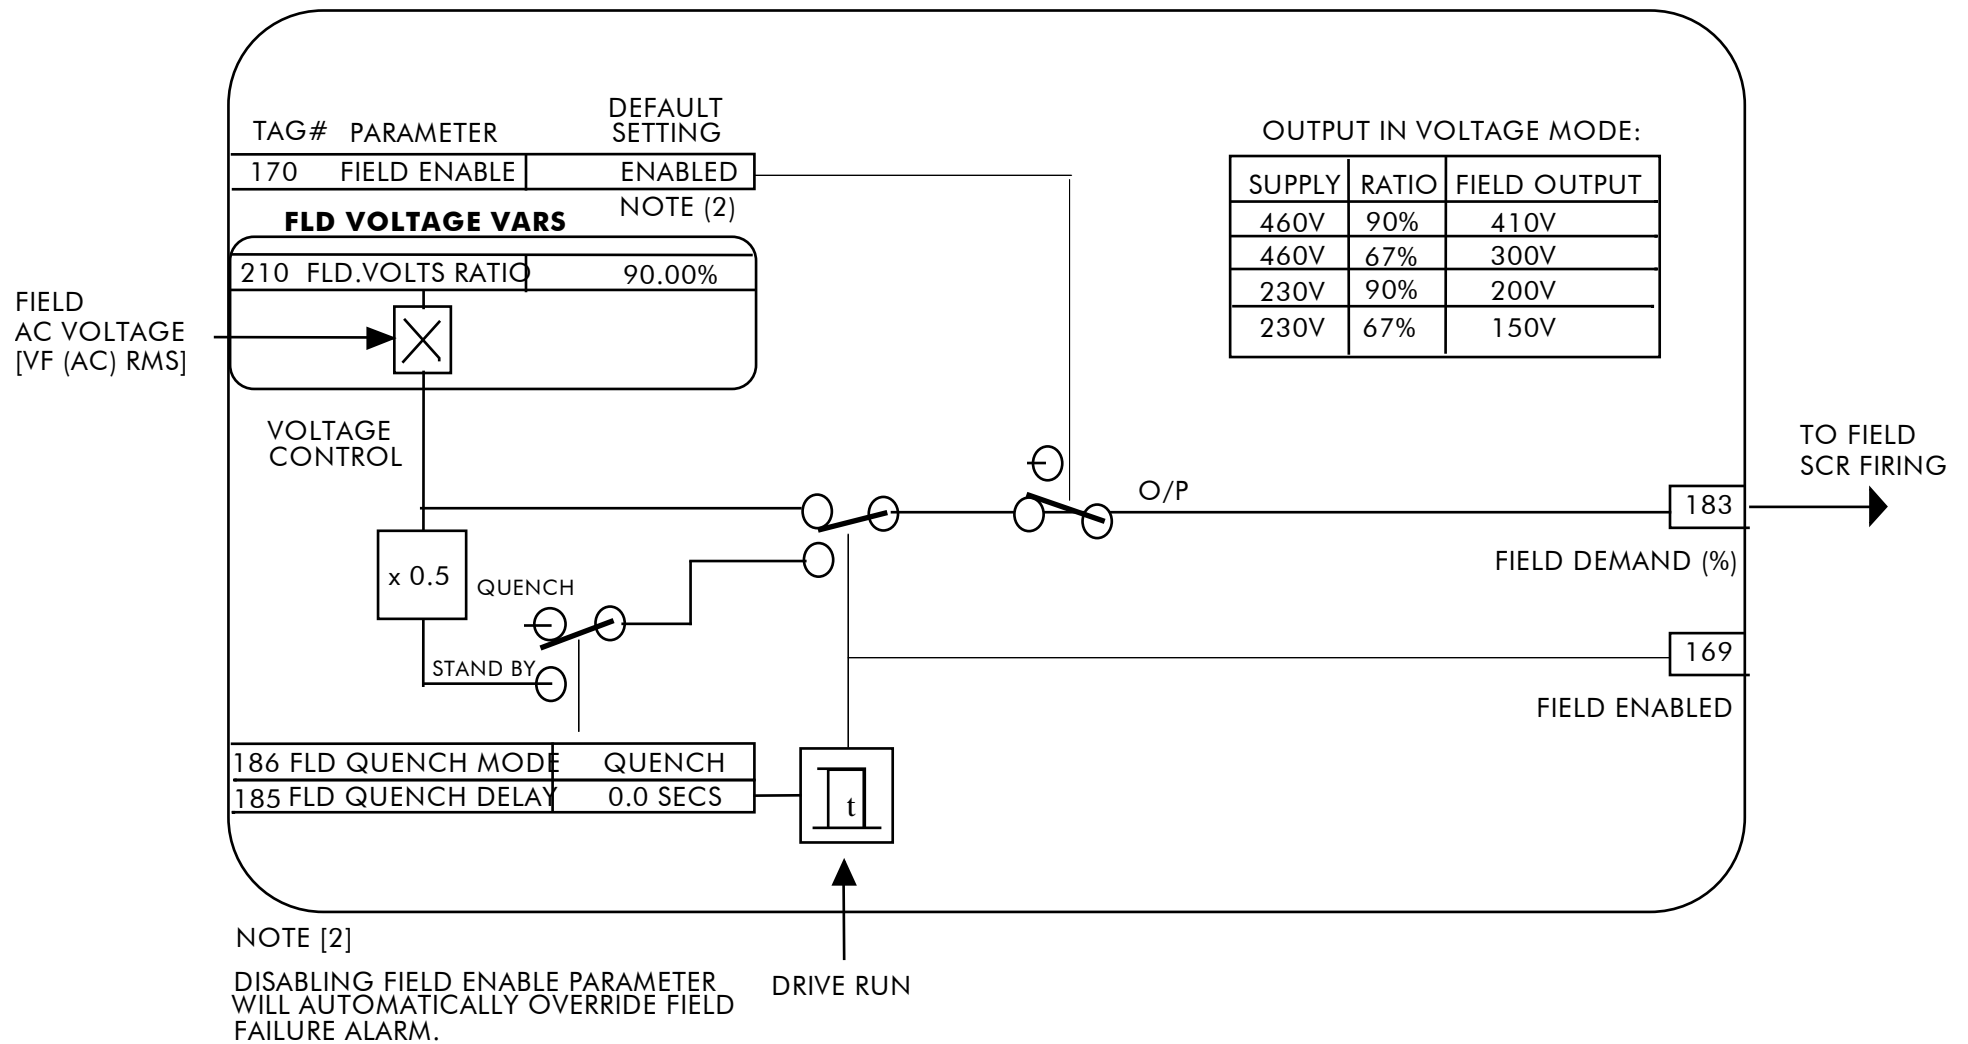 TAG# PARAMETER DEFAULT SETTING
170 FIELD ENABLE ENABLED
NOTE (2)
FLD VOLTAGE VARS
210 FLD.VOLTS RATIO 90.00%
FIELD
AC VOLTAGE
[VF (AC) RMS]
VOLTAGE
CONTROL
OUTPUT IN VOLTAGE MODE:
SUPPLY RATIO FIELD OUTPUT
460V 90% 410V
460V 67% 300V
230V 90% 200V
230V 67% 150V
O/P
TO FIELD
SCR FIRING
183
FIELD DEMAND (%)
x 0.5
QUENCH
STAND BY
169
FIELD ENABLED
186 FLD QUENCH MODE QUENCH
185 FLD QUENCH DELAY 0.0 SECS
t
DRIVE RUN
NOTE [2]
DISABLING FIELD ENABLE PARAMETER
WILL AUTOMATICALLY OVERRIDE FIELD
FAILURE ALARM.